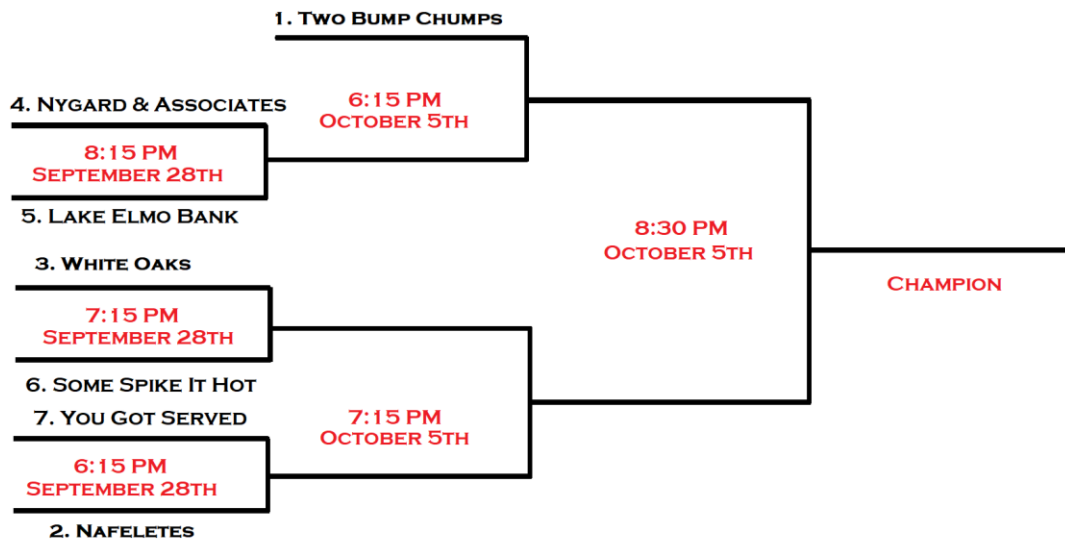 1. Two Bump Chumps
4. Nygard & Associates
6:15 PM
October 5th
8:15 PM
September 28th
5. Lake Elmo Bank
8:30 PM
October 5th
3. White Oaks
Champion
7:15 PM
September 28th
6. Some Spike It Hot
7. You Got Served
7:15 PM
October 5th
6:15 PM
September 28th
2. Nafeletes